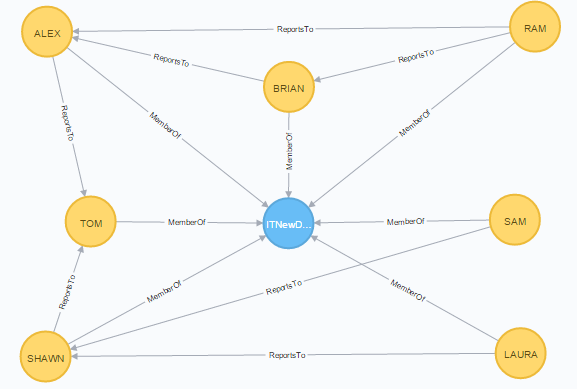 ALEX
ReportsTo
RAM
ReportsTo
ReportsTo
BRIAN
ReportsTo
MemberOf
MemberOf
MemberOf
TOM
MemberOf
ITNewD...
MemberOf
SAM
ReportsTo
MemberOf
ReportsTo
MemberOf
SHAWN
ReportsTo
LAURA